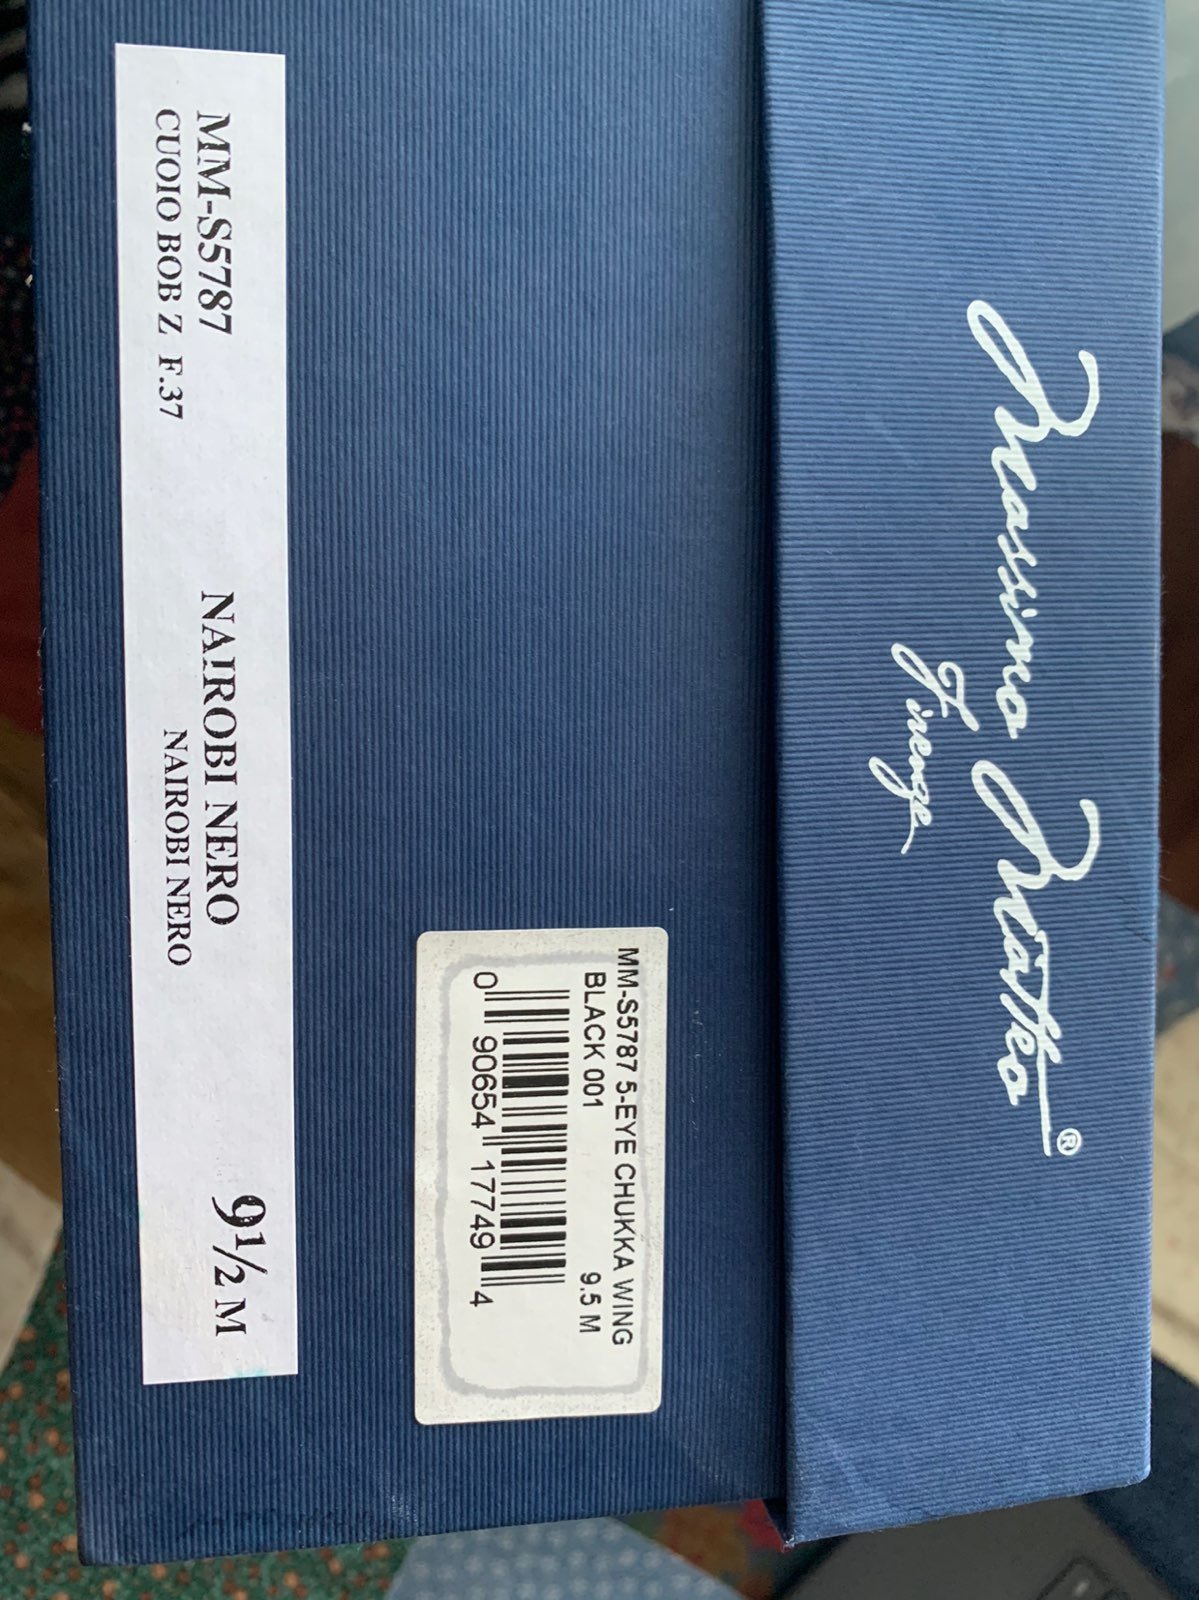 Massimo Matteo®
Firenze
MM-S5787 5-EYE CHUKKA WING
BLACK 001 9.5 M
0 90654 17749 4
MM-S5787 NAIROBI NERO 9½ M
CUOIO BOB Z F.37 NAIROBI NERO